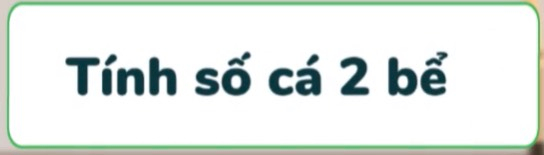 Tính số cá 2 bể